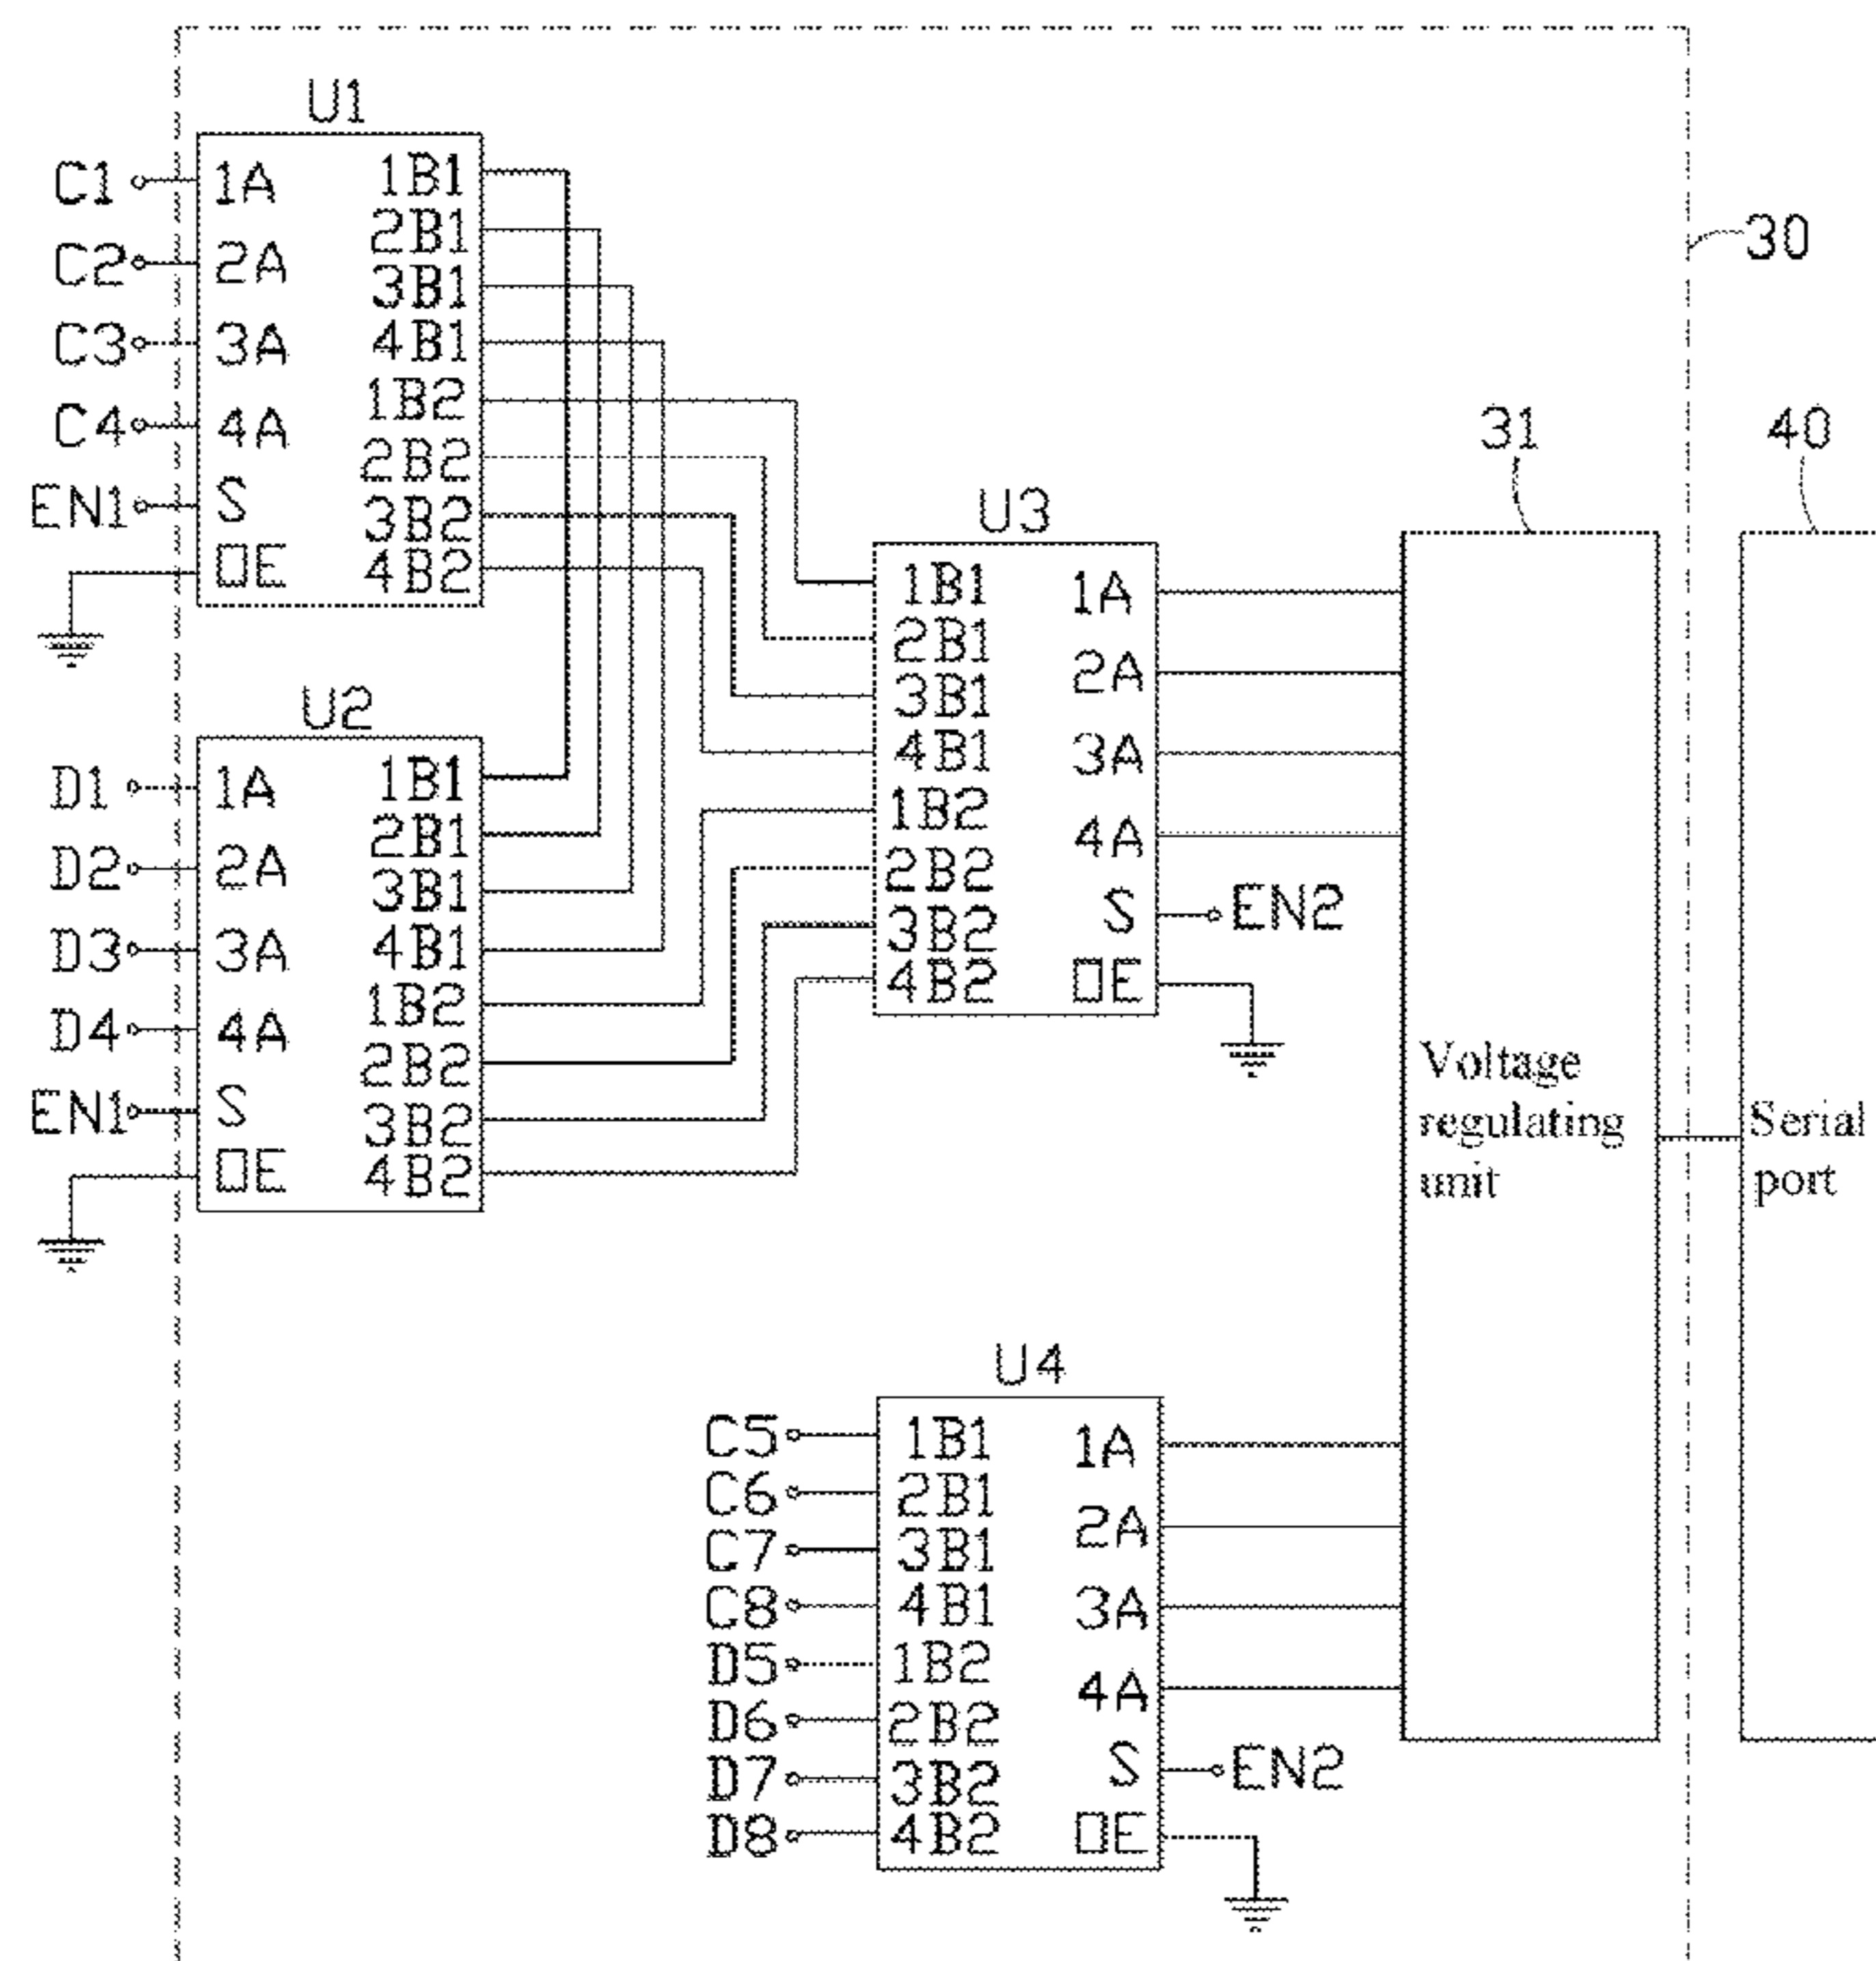 U1
C1 1A 1B1
2B1
C2 2A
3B1
C3 3A 4B1
1B2
C4 4A
2B2
EN1 S 3B2
OE 4B2
30
31
40
U2
D1 1A 1B1
2B1
D2 2A
3B1
D3 3A 4B1
1B2
D4 4A
2B2
EN1 S 3B2
OE 4B2
U3
1B1 1A
2B1
2A
3B1
4B1 3A
1B2
4A
2B2
3B2 S EN2
4B2 OE
Voltage
regulating
unit
Serial
port
U4
C5 1B1 1A
C6 2B1
2A
C7 3B1
C8 4B1 3A
D5 1B2
4A
D6 2B2
D7 3B2 S EN2
D8 4B2 OE